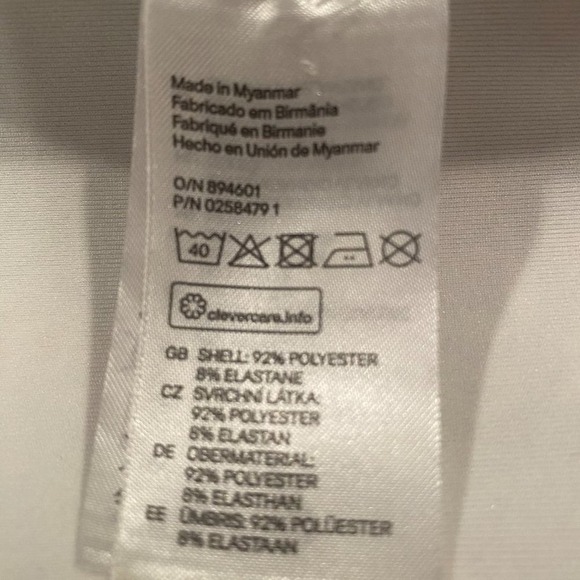 Made in Myanmar
Fabricado em Birmânia
Fabriqué en Birmanie
Hecho en Unión de Myanmar
O/N 894601
P/N 0258479 1
40
clevercare.info
GB SHELL: 92% POLYESTER
8% ELASTANE
CZ SVRCHNÍ LÁTKA:
92% POLYESTER
8% ELASTAN
DE OBERMATERIAL:
92% POLYESTER
8% ELASTHAN
EE ÜMBRIS: 92% POLÜESTER
8% ELASTAAN